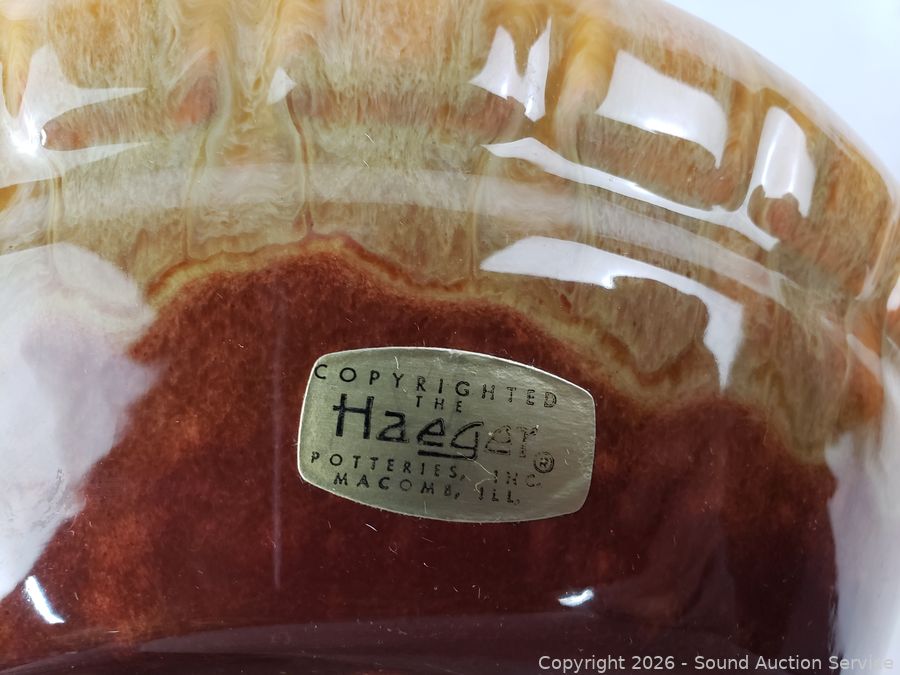 COPYRIGHTED
THE
Haeger®
POTTERIES, INC.
MACOMB, ILL.
Copyright 2026 - Sound Auction Service